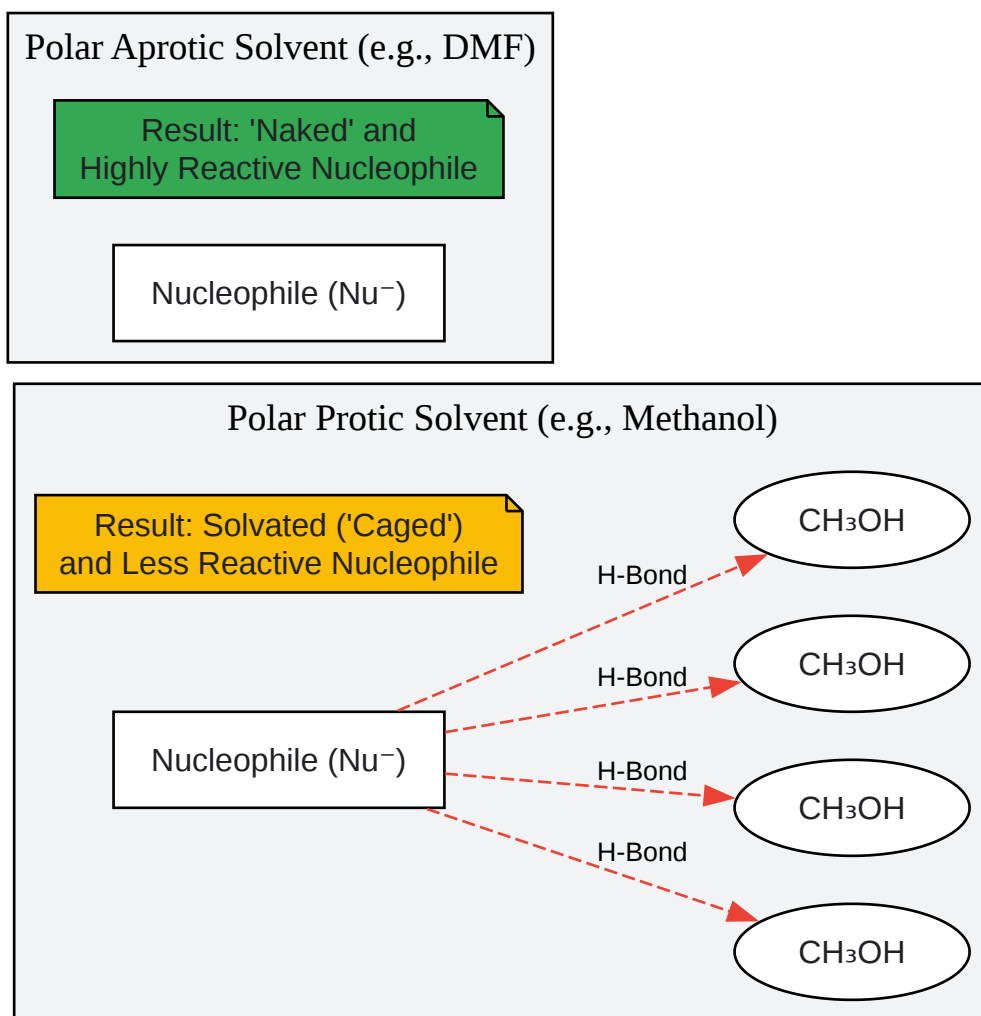 Polar Aprotic Solvent (e.g., DMF)
Result: 'Naked' and
Highly Reactive Nucleophile
Nucleophile (Nu⁻)
Polar Protic Solvent (e.g., Methanol)
Result: Solvated ('Caged')
and Less Reactive Nucleophile
CH₃OH
H-Bond
CH₃OH
H-Bond
Nucleophile (Nu⁻)
H-Bond
CH₃OH
H-Bond
CH₃OH